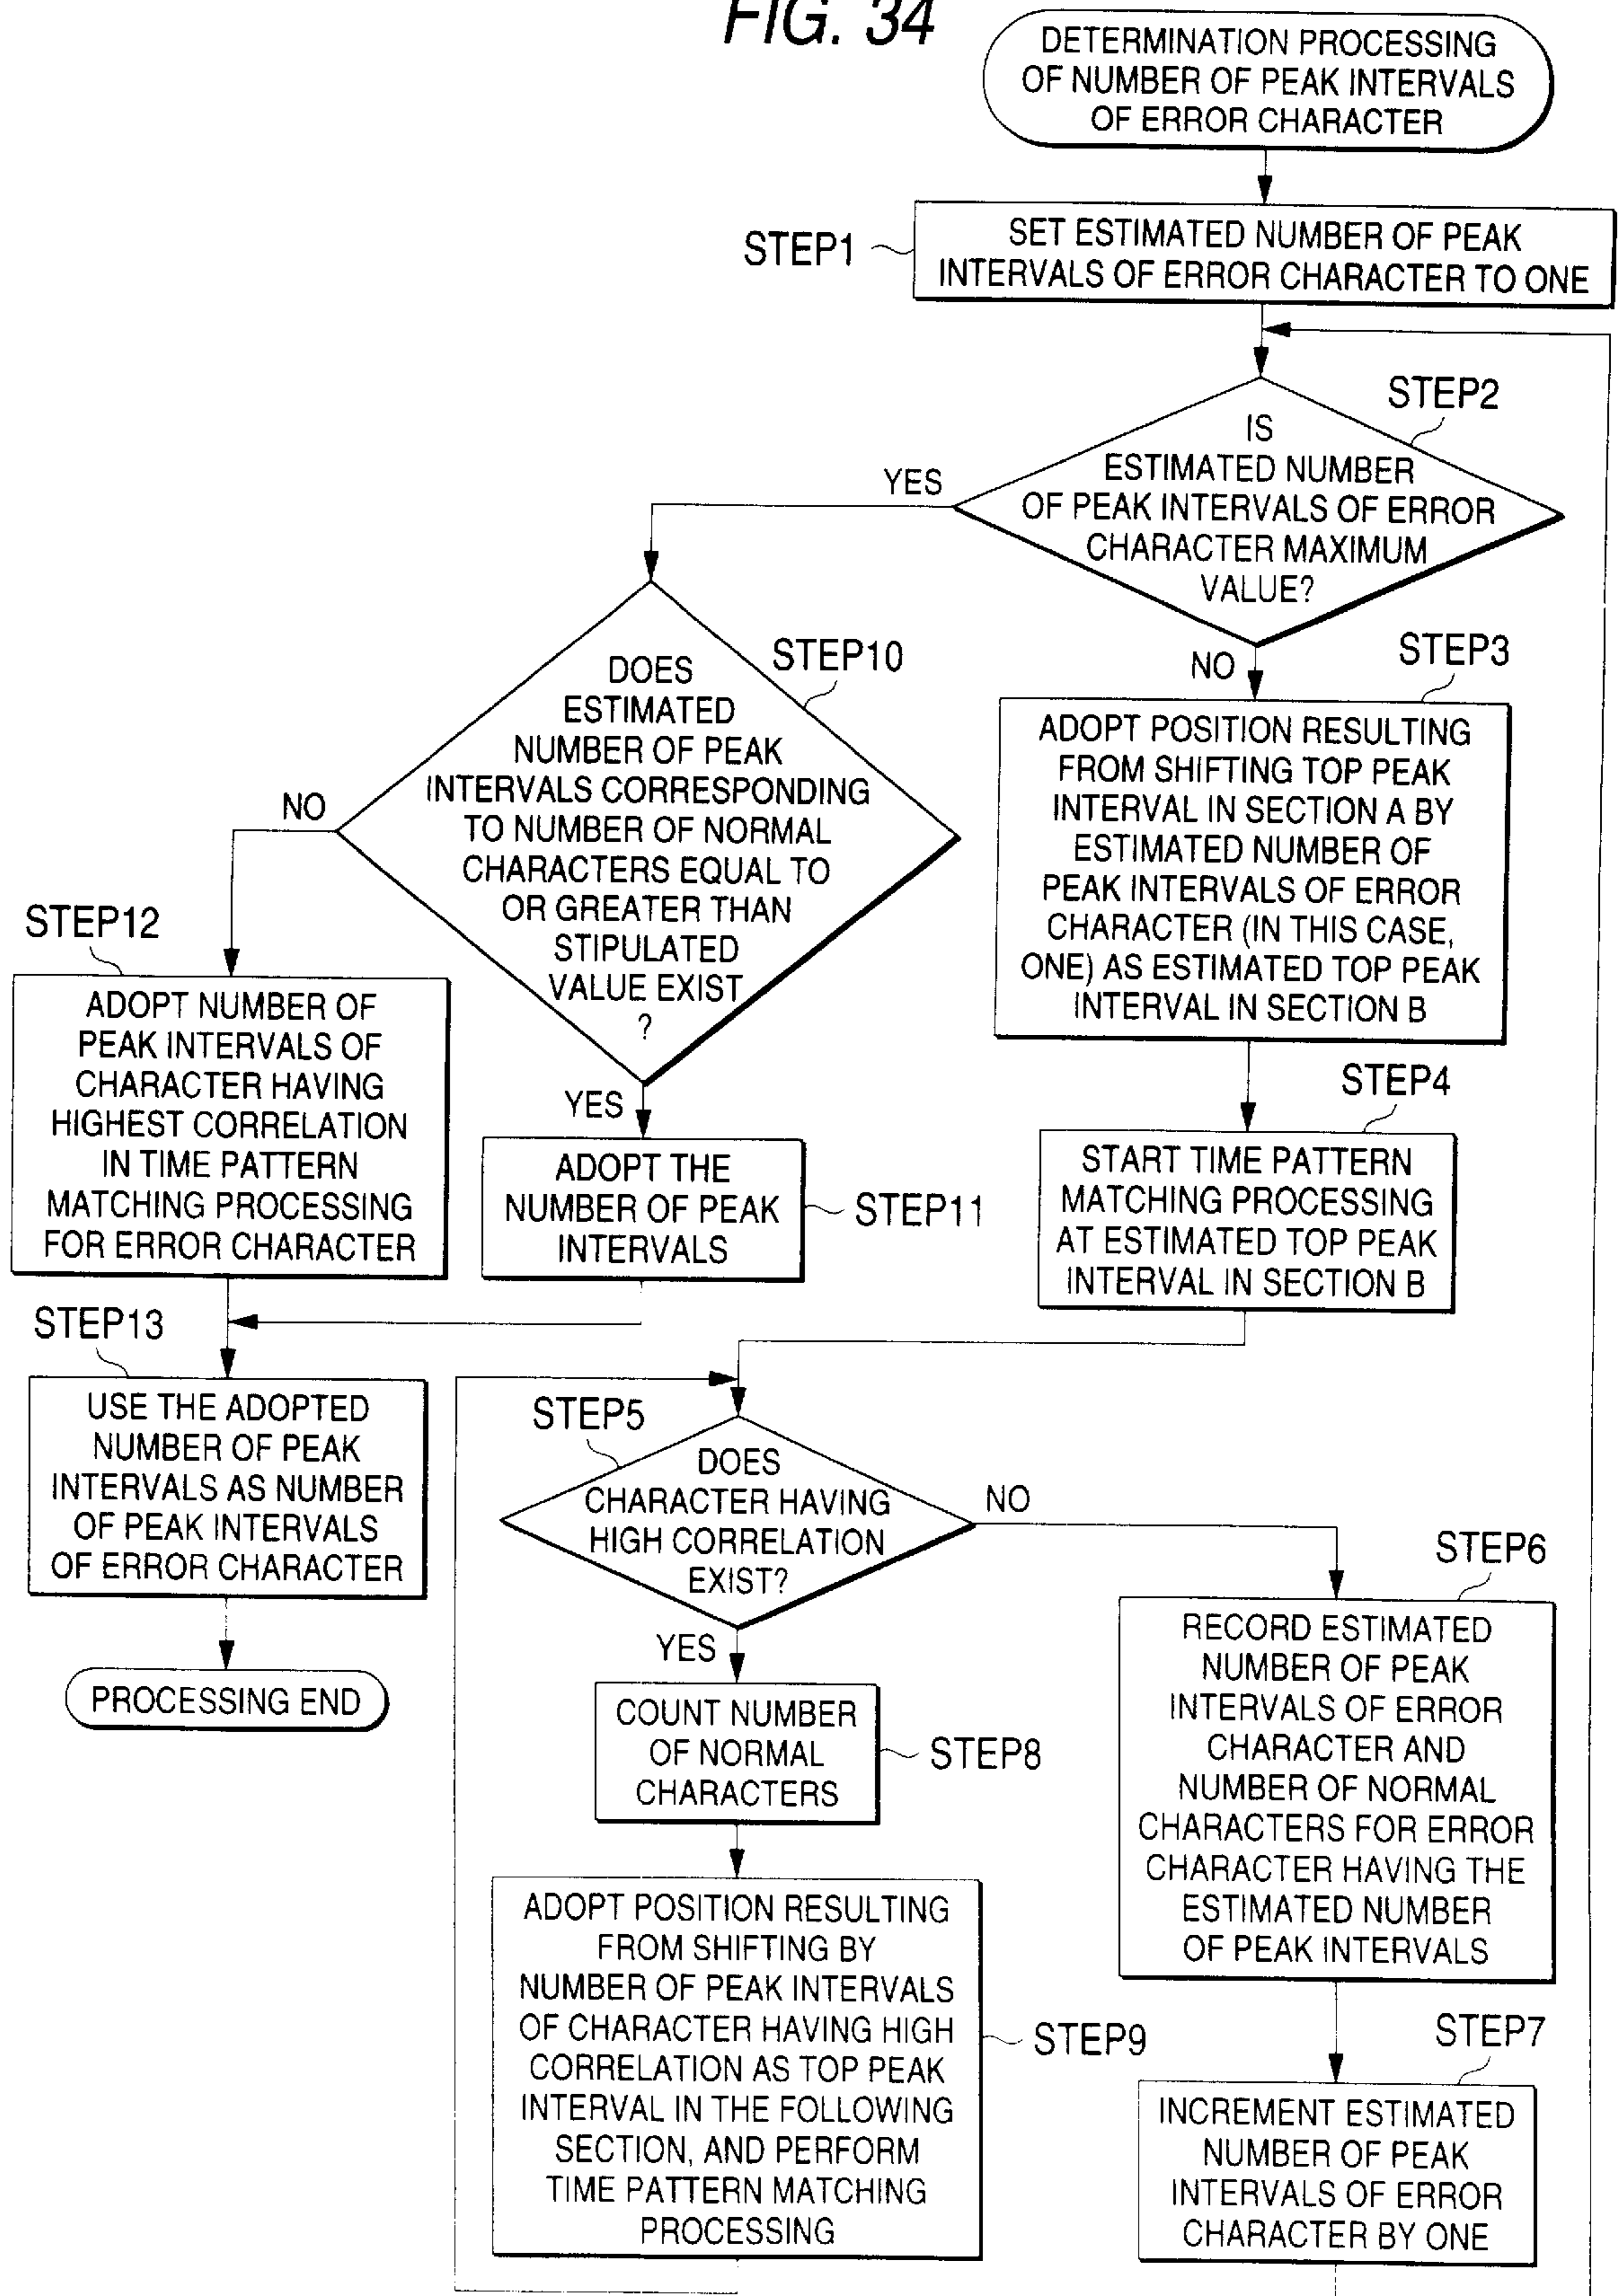 FIG. 34
DETERMINATION PROCESSING
OF NUMBER OF PEAK INTERVALS
OF ERROR CHARACTER
STEP1
SET ESTIMATED NUMBER OF PEAK
INTERVALS OF ERROR CHARACTER TO ONE
STEP2
IS
ESTIMATED NUMBER
OF PEAK INTERVALS OF ERROR
CHARACTER MAXIMUM
VALUE?
YES
NO
STEP3
ADOPT POSITION RESULTING
FROM SHIFTING TOP PEAK
INTERVAL IN SECTION A BY
ESTIMATED NUMBER OF
PEAK INTERVALS OF ERROR
CHARACTER (IN THIS CASE,
ONE) AS ESTIMATED TOP PEAK
INTERVAL IN SECTION B
STEP4
START TIME PATTERN
MATCHING PROCESSING
AT ESTIMATED TOP PEAK
INTERVAL IN SECTION B
STEP10
DOES
ESTIMATED
NUMBER OF PEAK
INTERVALS CORRESPONDING
TO NUMBER OF NORMAL
CHARACTERS EQUAL TO
OR GREATER THAN
STIPULATED
VALUE EXIST
?
NO
YES
STEP12
ADOPT NUMBER OF
PEAK INTERVALS OF
CHARACTER HAVING
HIGHEST CORRELATION
IN TIME PATTERN
MATCHING PROCESSING
FOR ERROR CHARACTER
ADOPT THE
NUMBER OF PEAK
INTERVALS
STEP11
STEP13
USE THE ADOPTED
NUMBER OF PEAK
INTERVALS AS NUMBER
OF PEAK INTERVALS
OF ERROR CHARACTER
PROCESSING END
STEP5
DOES
CHARACTER HAVING
HIGH CORRELATION
EXIST?
NO
YES
STEP6
RECORD ESTIMATED
NUMBER OF PEAK
INTERVALS OF ERROR
CHARACTER AND
NUMBER OF NORMAL
CHARACTERS FOR ERROR
CHARACTER HAVING THE
ESTIMATED NUMBER
OF PEAK INTERVALS
COUNT NUMBER
OF NORMAL
CHARACTERS
STEP8
ADOPT POSITION RESULTING
FROM SHIFTING BY
NUMBER OF PEAK INTERVALS
OF CHARACTER HAVING HIGH
CORRELATION AS TOP PEAK
INTERVAL IN THE FOLLOWING
SECTION, AND PERFORM
TIME PATTERN MATCHING
PROCESSING
STEP9
STEP7
INCREMENT ESTIMATED
NUMBER OF PEAK
INTERVALS OF ERROR
CHARACTER BY ONE